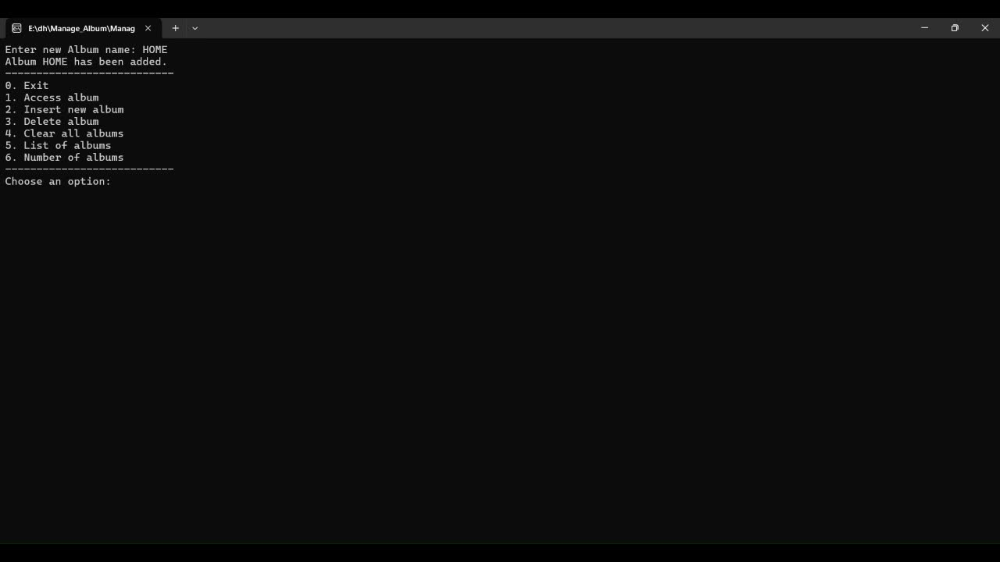 E:\dh\Manage_Album\Manag
Enter new Album name: HOME
Album HOME has been added.
---------------------------
0. Exit
1. Access album
2. Insert new album
3. Delete album
4. Clear all albums
5. List of albums
6. Number of albums
---------------------------
Choose an option: